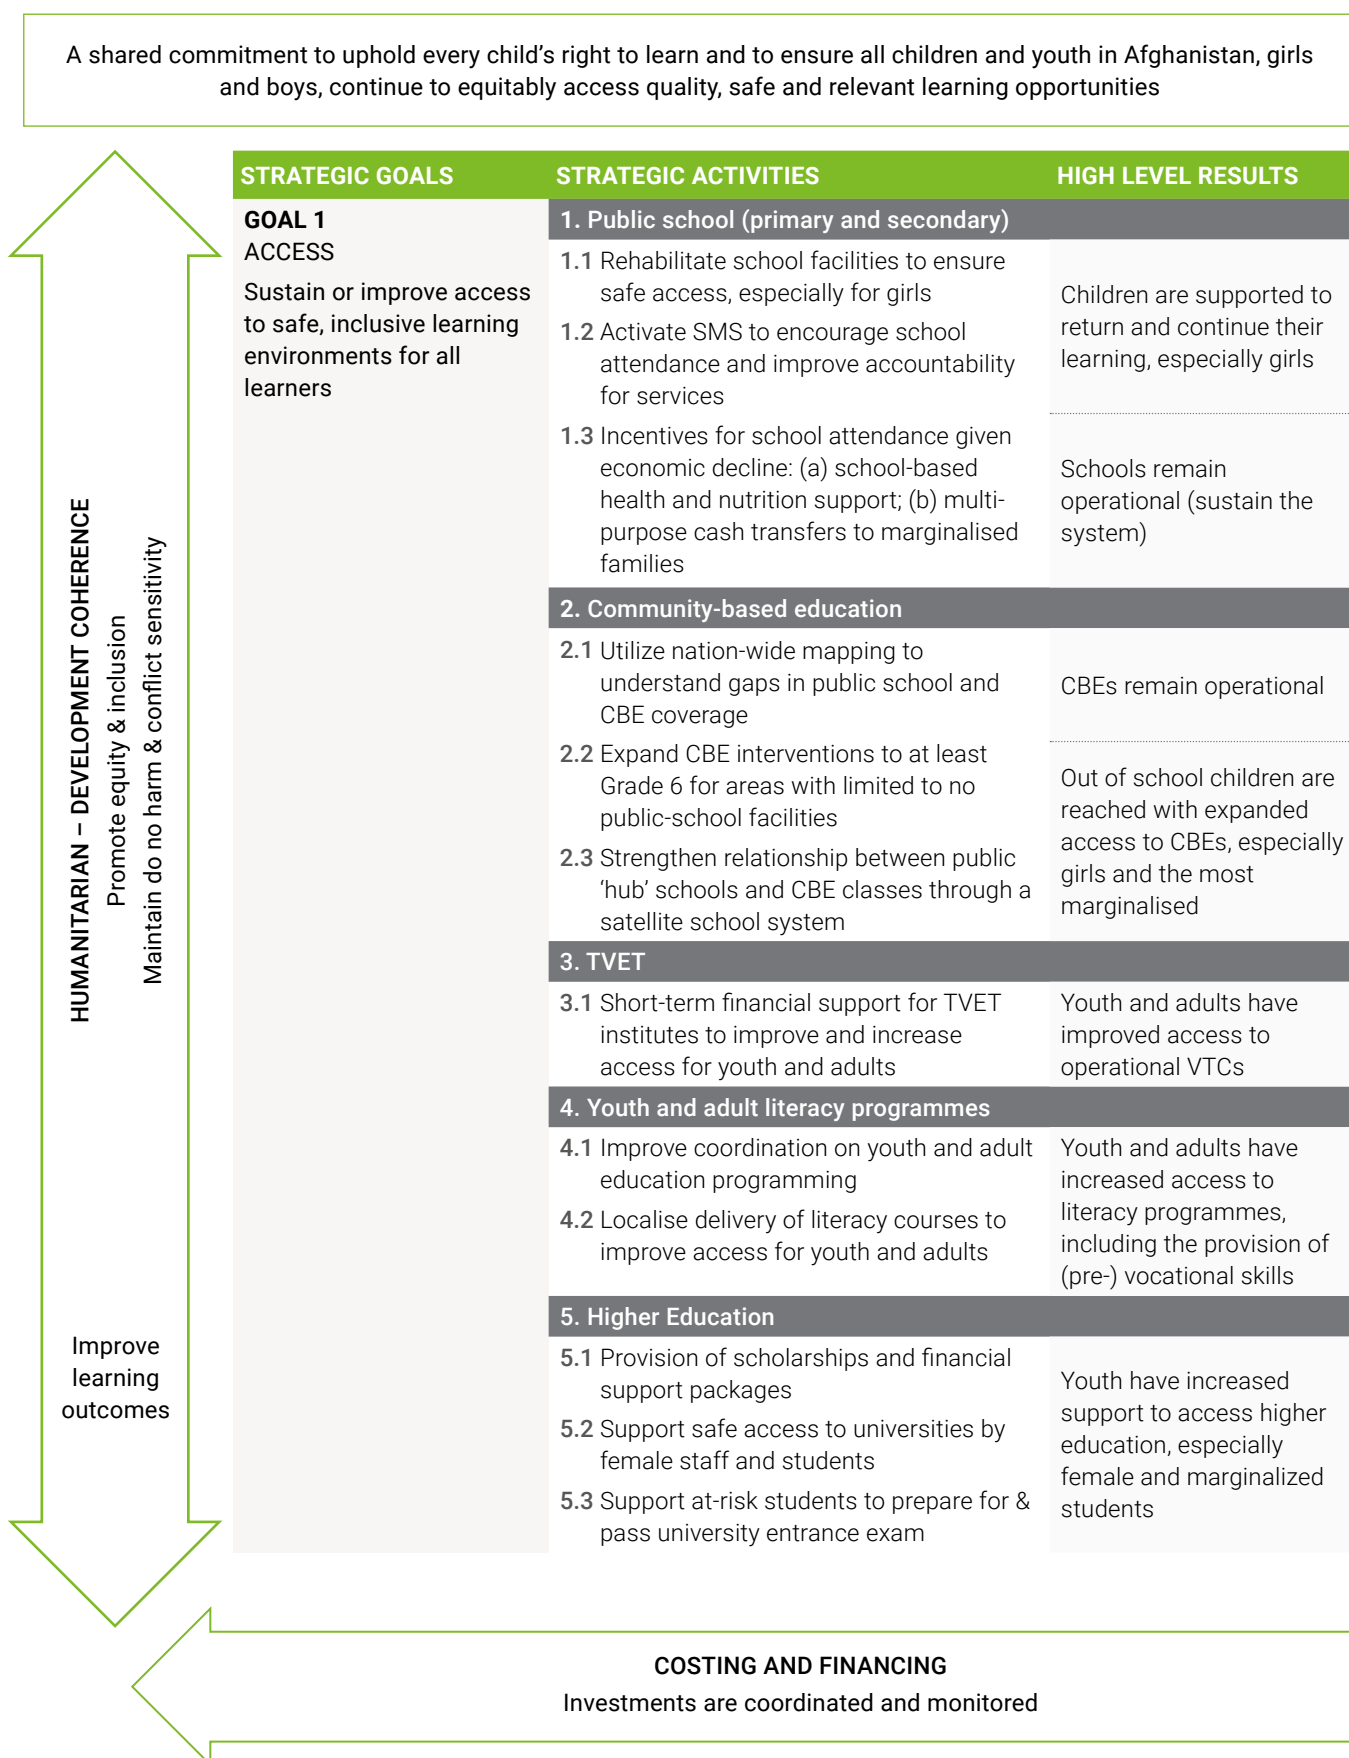 A shared commitment to uphold every child’s right to learn and to ensure all children and youth in Afghanistan, girls
and boys, continue to equitably access quality, safe and relevant learning opportunities
HUMANITARIAN – DEVELOPMENT COHERENCE
Promote equity & inclusion
Maintain do no harm & conflict sensitivity
Improve
learning
outcomes
STRATEGIC GOALS
STRATEGIC ACTIVITIES
HIGH LEVEL RESULTS
GOAL 1
ACCESS
Sustain or improve access
to safe, inclusive learning
environments for all
learners
1. Public school (primary and secondary)
1.1 Rehabilitate school facilities to ensure
safe access, especially for girls
1.2 Activate SMS to encourage school
attendance and improve accountability
for services
1.3 Incentives for school attendance given
economic decline: (a) school-based
health and nutrition support; (b) multi-
purpose cash transfers to marginalised
families
Children are supported to
return and continue their
learning, especially girls
Schools remain
operational (sustain the
system)
2. Community-based education
2.1 Utilize nation-wide mapping to
understand gaps in public school and
CBE coverage
2.2 Expand CBE interventions to at least
Grade 6 for areas with limited to no
public-school facilities
2.3 Strengthen relationship between public
‘hub’ schools and CBE classes through a
satellite school system
CBEs remain operational
Out of school children are
reached with expanded
access to CBEs, especially
girls and the most
marginalised
3. TVET
3.1 Short-term financial support for TVET
institutes to improve and increase
access for youth and adults
Youth and adults have
improved access to
operational VTCs
4. Youth and adult literacy programmes
4.1 Improve coordination on youth and adult
education programming
4.2 Localise delivery of literacy courses to
improve access for youth and adults
Youth and adults have
increased access to
literacy programmes,
including the provision of
(pre-) vocational skills
5. Higher Education
5.1 Provision of scholarships and financial
support packages
5.2 Support safe access to universities by
female staff and students
5.3 Support at-risk students to prepare for &
pass university entrance exam
Youth have increased
support to access higher
education, especially
female and marginalized
students
COSTING AND FINANCING
Investments are coordinated and monitored